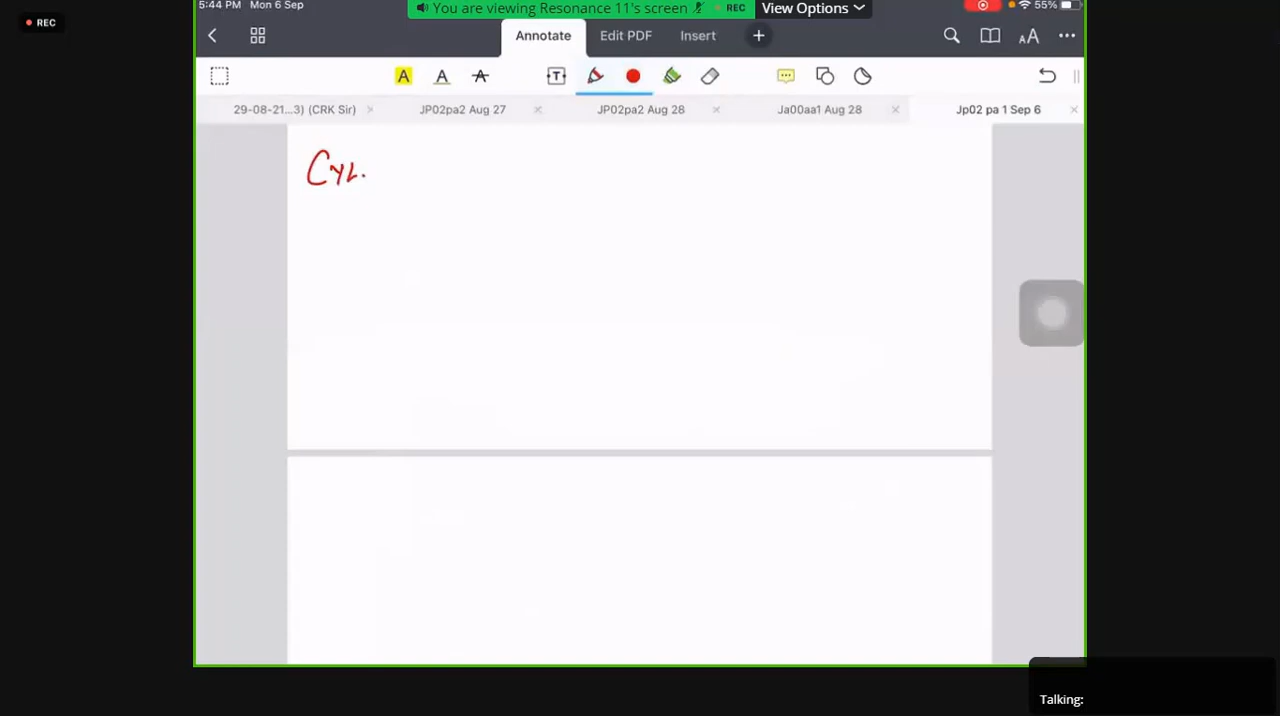 5:44 PM Mon 6 Sep
You are viewing Resonance 11's screen
REC
View Options
55%
REC
Annotate
Edit PDF
Insert
AA
A
A
A
T
29-08-21...3) (CRK Sir)
JP02pa2 Aug 27
JP02pa2 Aug 28
Ja00aa1 Aug 28
Jp02 pa 1 Sep 6
CYL.
Talking: